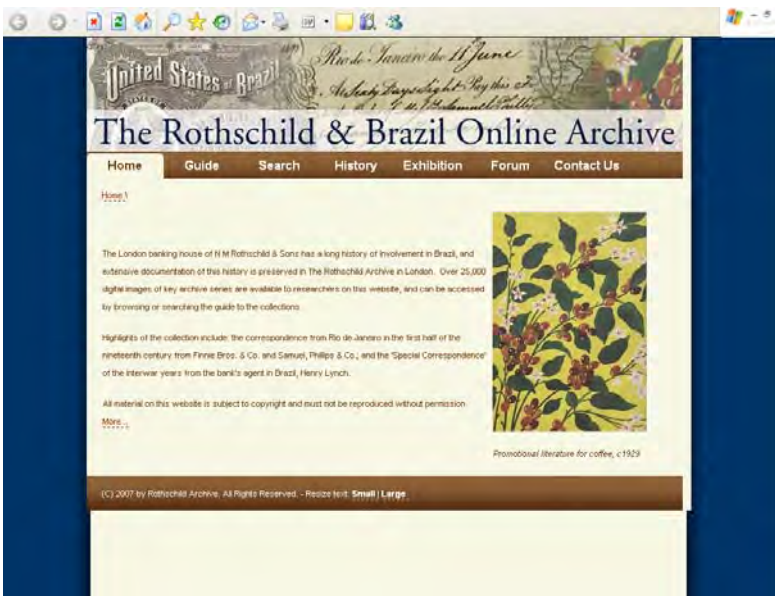 United States of Brazil
Rio de Janeiro the 11 June
The Rothschild & Brazil Online Archive
Home Guide Search History Exhibition Forum Contact Us
Home \
The London banking house of N M Rothschild & Sons has a long history of involvement in Brazil, and
extensive documentation of this history is preserved in The Rothschild Archive in London. Over 25,000
digital images of key archive series are available to researchers on this website, and can be accessed
by browsing or searching the guide to the collections.
Highlights of the collection include: the correspondence from Rio de Janeiro in the first half of the
nineteenth century from Finnie Bros. & Co. and Samuel, Phillips & Co.; and the 'Special Correspondence'
of the interwar years from the bank's agent in Brazil, Henry Lynch.
All material on this website is subject to copyright and must not be reproduced without permission.
More...
Promotional literature for coffee, c1929
(C) 2007 by Rothschild Archive. All Rights Reserved. - Resize text: Small | Large